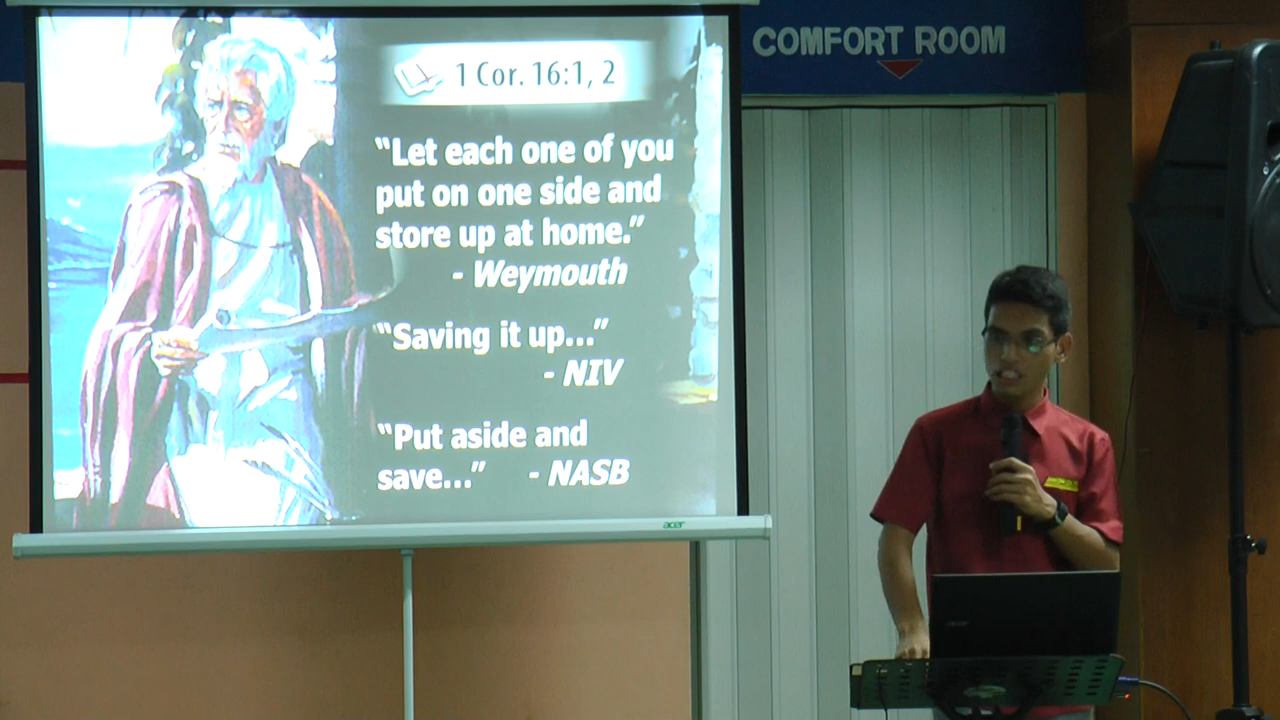 COMFORT ROOM
1 Cor. 16:1, 2
“Let each one of you
put on one side and
store up at home.”
- Weymouth
“Saving it up...”
- NIV
“Put aside and
save...” - NASB
acer